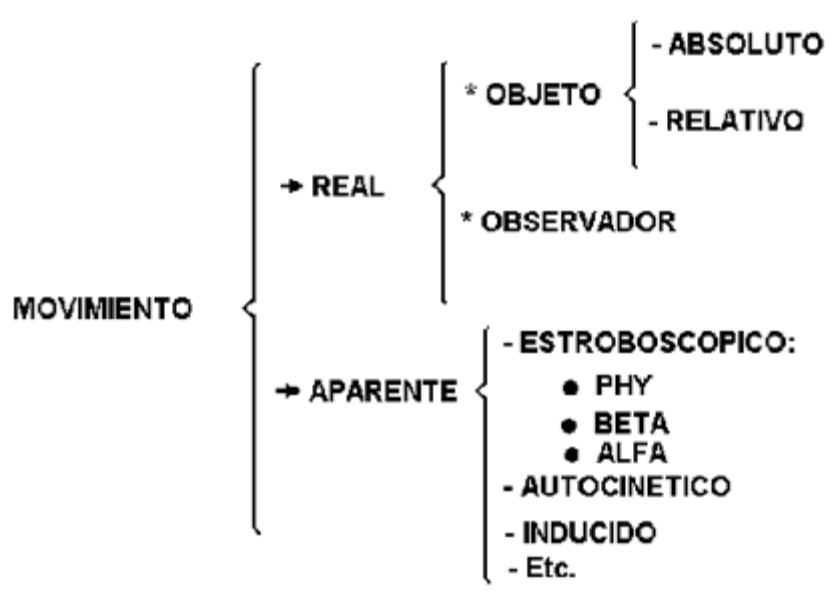 MOVIMIENTO
→ REAL
* OBJETO
- ABSOLUTO
- RELATIVO
* OBSERVADOR
→ APARENTE
- ESTROBOSCOPICO:
● PHY
● BETA
● ALFA
- AUTOCINETICO
- INDUCIDO
- Etc.